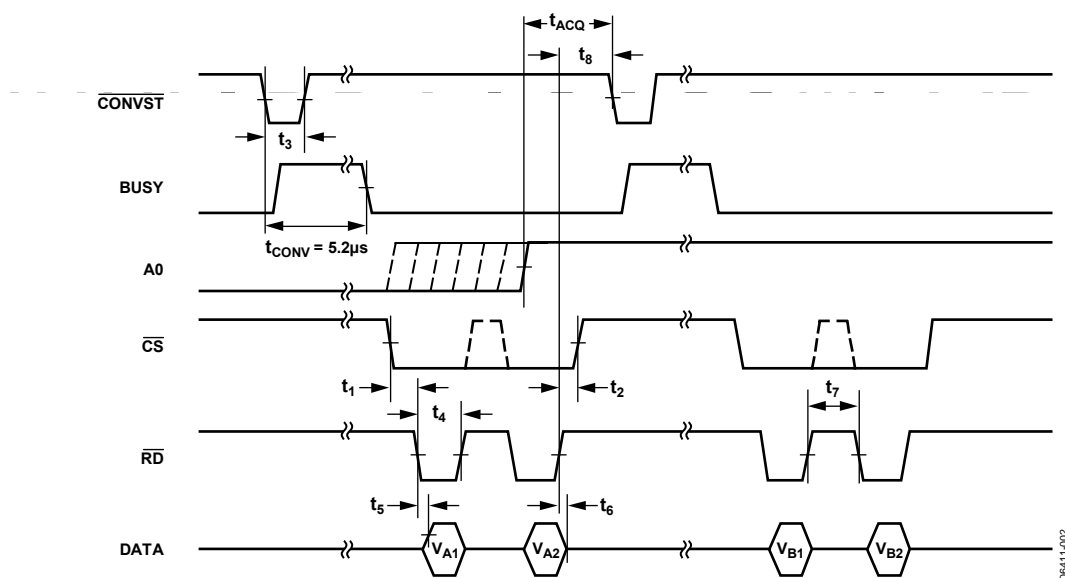 tACQ
t8
CONVST
t3
BUSY
tCONV = 5.2µs
A0
CS
t1
t4
t2
t7
RD
t5
t6
DATA
VA1
VA2
VB1
VB2
06411-002